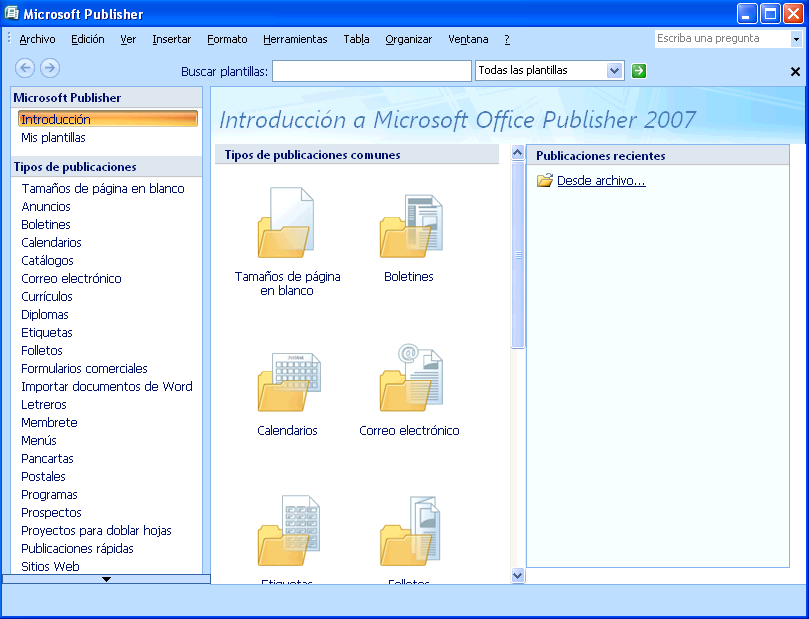 Microsoft Publisher
Archivo Edición Ver Insertar Formato Herramientas Tabla Organizar Ventana ?
Escriba una pregunta
Buscar plantillas:
Todas las plantillas
Microsoft Publisher
Introducción
Mis plantillas
Tipos de publicaciones
Tamaños de página en blanco
Anuncios
Boletines
Calendarios
Catálogos
Correo electrónico
Currículos
Diplomas
Etiquetas
Folletos
Formularios comerciales
Importar documentos de Word
Letreros
Membrete
Menús
Pancartas
Postales
Programas
Prospectos
Proyectos para doblar hojas
Publicaciones rápidas
Sitios Web
Introducción a Microsoft Office Publisher 2007
Tipos de publicaciones comunes
Tamaños de página
en blanco
Boletines
Calendarios
Correo electrónico
Etiquetas
Folletos
Publicaciones recientes
Desde archivo...